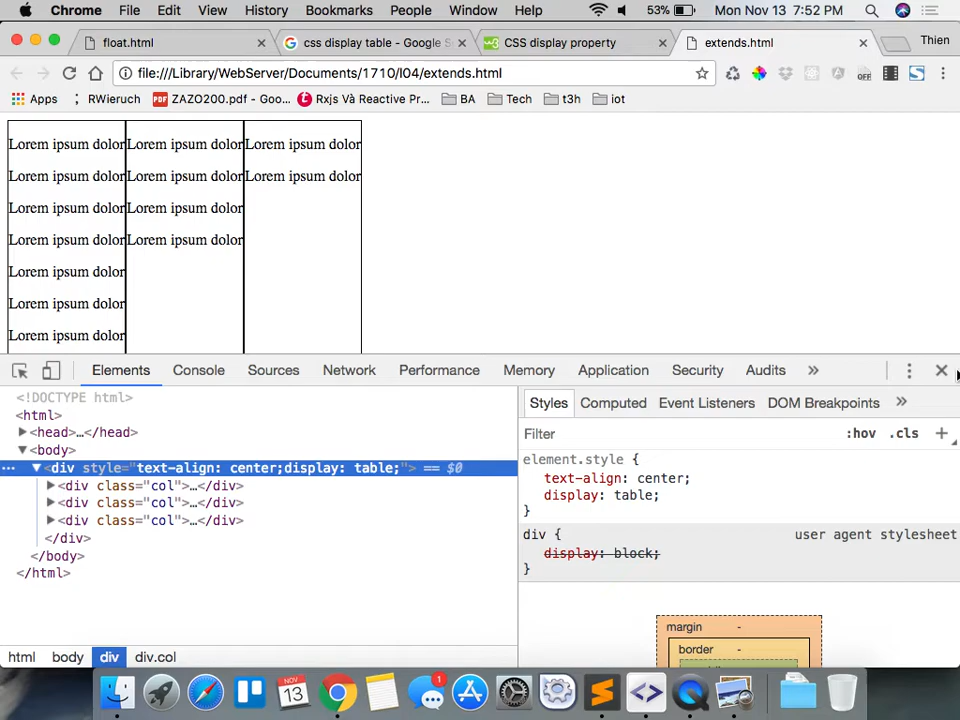 Chrome File Edit View History Bookmarks People Window Help 53% Mon Nov 13 7:52 PM
float.html css display table - Google S CSS display property extends.html Thien
file:///Library/WebServer/Documents/1710/l04/extends.html OFF
Apps RWieruch PDF ZAZO200.pdf - Goo... Rxjs Và Reactive Pr... BA Tech t3h iot
Lorem ipsum dolor Lorem ipsum dolor Lorem ipsum dolor
Lorem ipsum dolor Lorem ipsum dolor Lorem ipsum dolor
Lorem ipsum dolor Lorem ipsum dolor
Lorem ipsum dolor Lorem ipsum dolor
Lorem ipsum dolor
Lorem ipsum dolor
Lorem ipsum dolor
Elements Console Sources Network Performance Memory Application Security Audits »
<!DOCTYPE html>
<html>
<head>…</head>
<body>
<div style="text-align: center;display: table;"> == $0
<div class="col">…</div>
<div class="col">…</div>
<div class="col">…</div>
</div>
</body>
</html>
html body div div.col
Styles Computed Event Listeners DOM Breakpoints »
Filter :hov .cls +
element.style {
text-align: center;
display: table;
}
div { user agent stylesheet
display: block;
}
margin -
border -
NOV
13
1